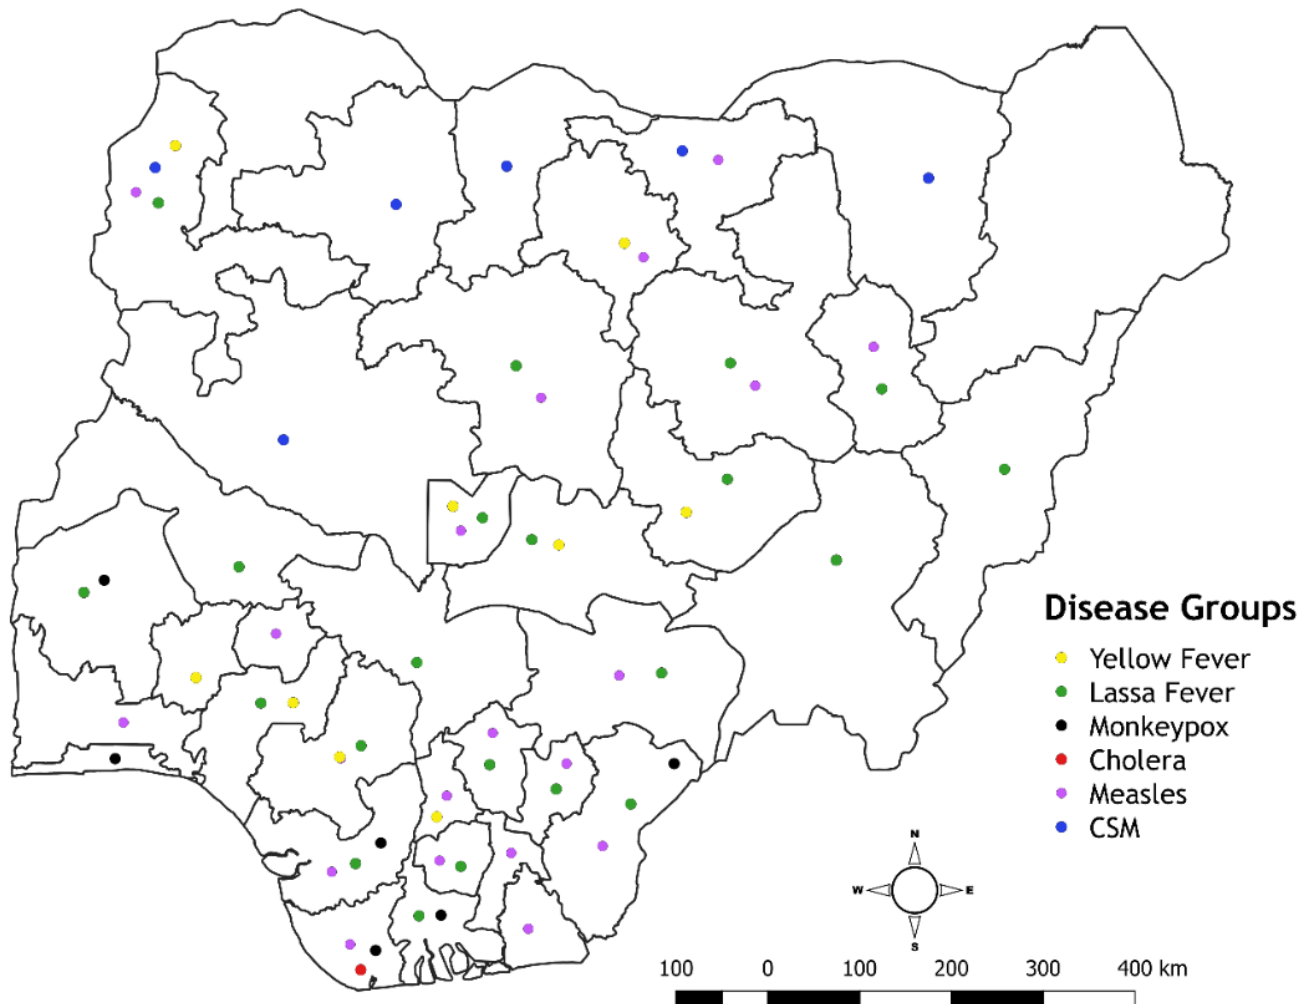 Disease Groups
Yellow Fever
Lassa Fever
Monkeypox
Cholera
Measles
CSM
N
W E
S
100 0 100 200 300 400 km